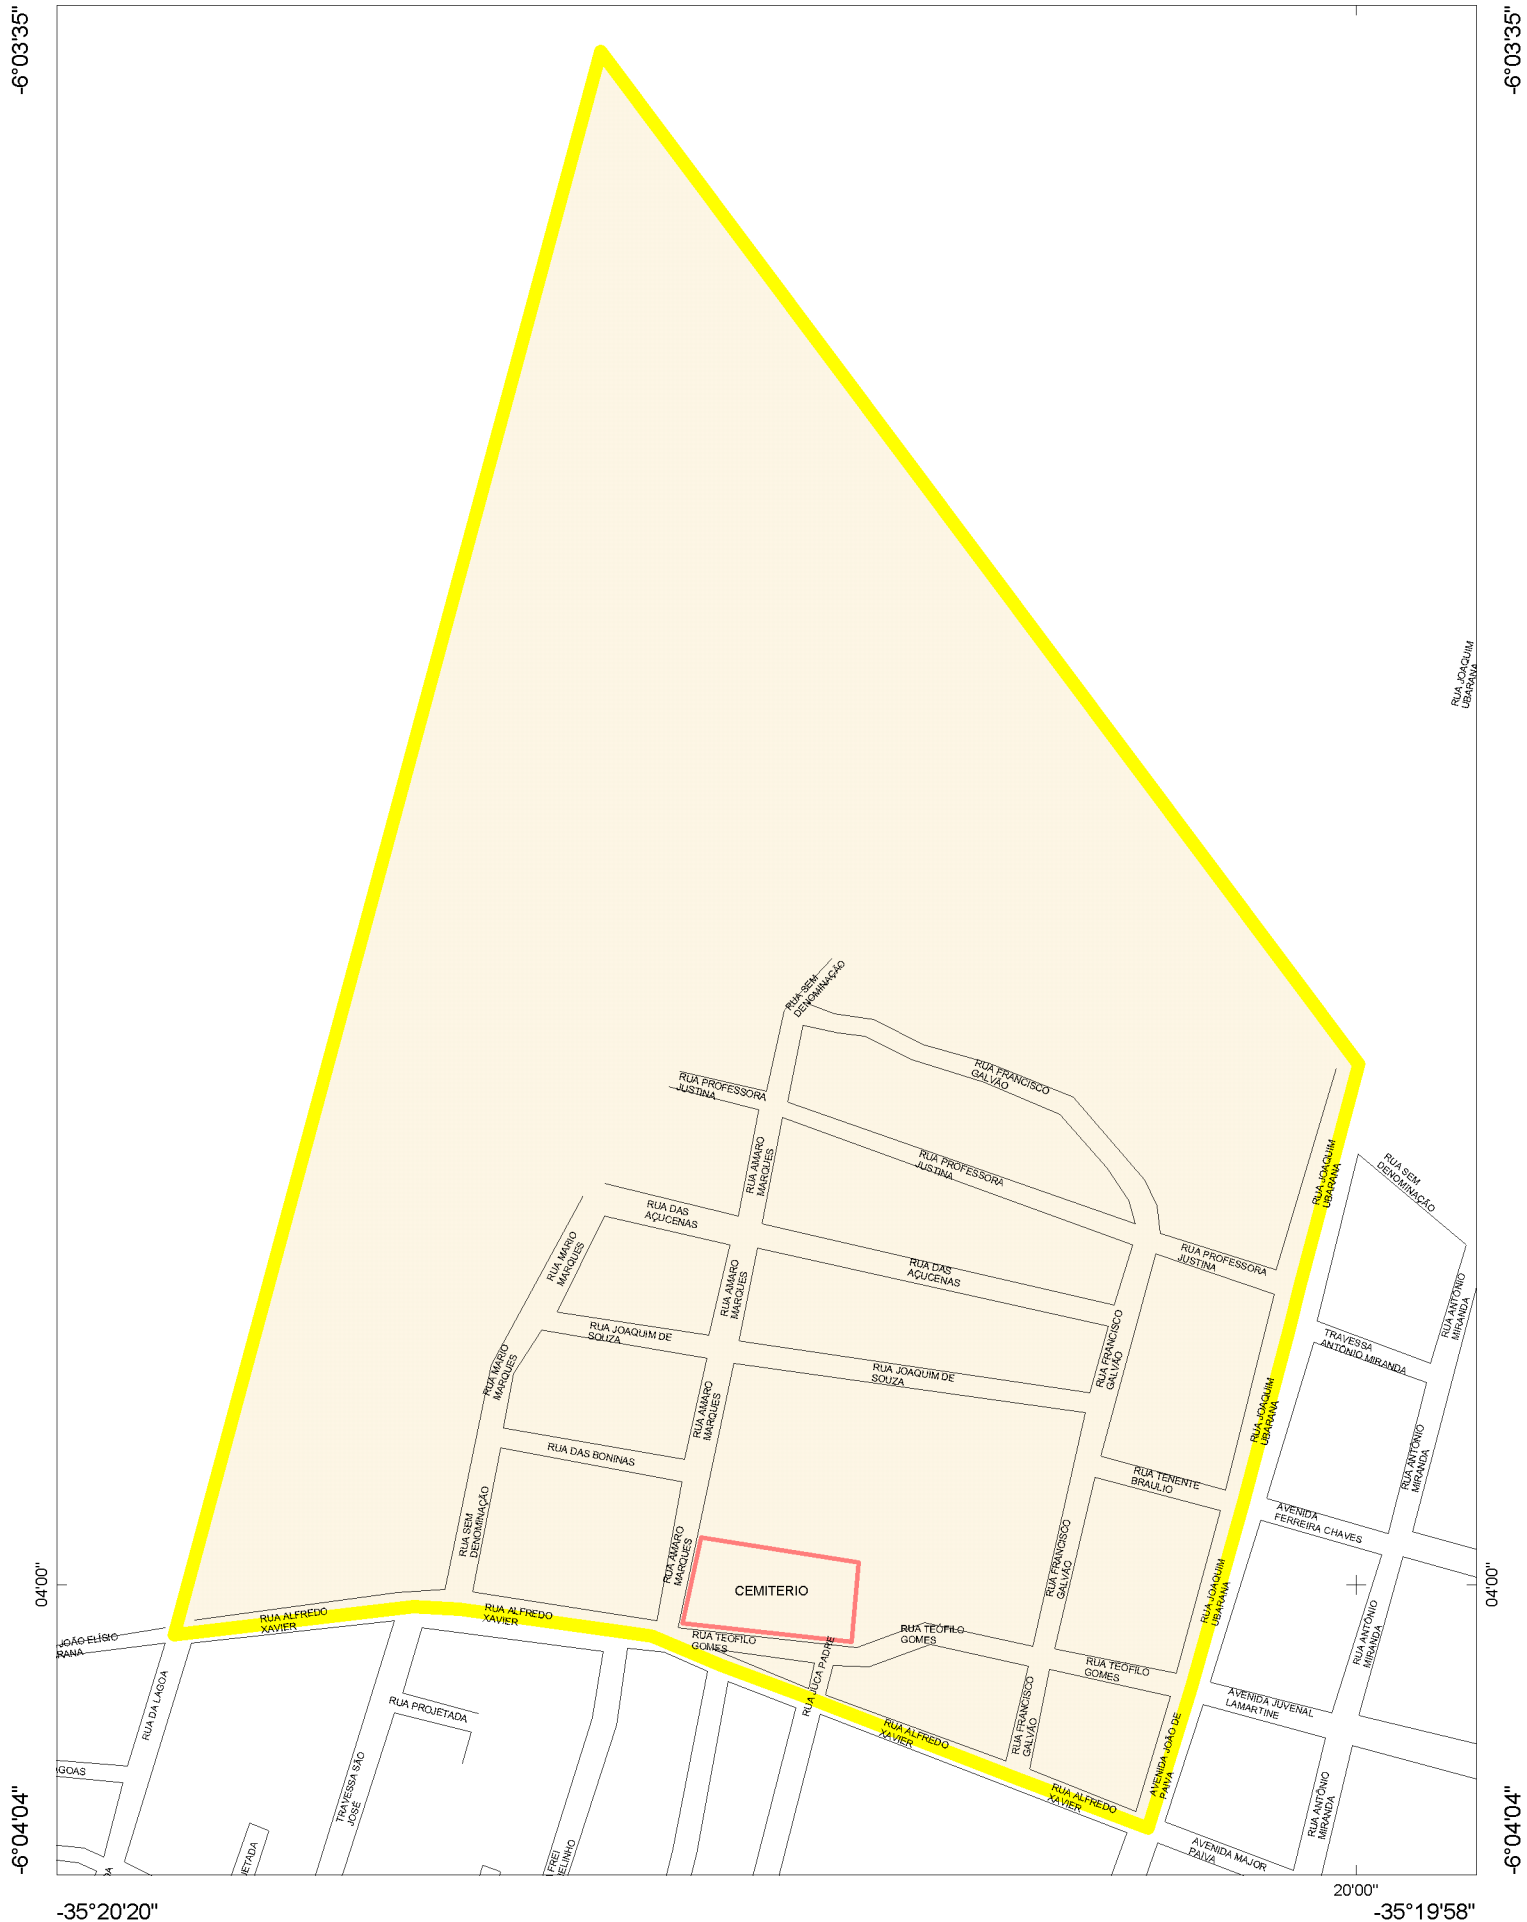 -6°03'35"
-6°03'35"
RUA JOAQUIM
UBARANA
RUA SEM
DENOMINAÇÃO
RUA FRANCISCO
GALVÃO
RUA PROFESSORA
JUSTINA
RUA AMARO
MARQUES
RUA PROFESSORA
JUSTINA
RUA JOAQUIM
UBARANA
RUA SEM
DENOMINAÇÃO
RUA DAS
AÇUCENAS
RUA MARIO
MARQUES
RUA DAS
AÇUCENAS
RUA PROFESSORA
JUSTINA
RUA AMARO
MARQUES
RUA ANTÔNIO
MIRANDA
RUA JOAQUIM DE
SOUZA
RUA FRANCISCO
GALVÃO
TRAVESSA
ANTÔNIO MIRANDA
RUA MARIO
MARQUES
RUA JOAQUIM DE
SOUZA
RUA AMARO
MARQUES
RUA JOAQUIM
UBARANA
RUA DAS BONINAS
RUA TENENTE
BRAULIO
RUA ANTÔNIO
MIRANDA
RUA SEM
DENOMINAÇÃO
AVENIDA
FERREIRA CHAVES
RUA AMARO
MARQUES
RUA FRANCISCO
GALVÃO
CEMITERIO
RUA JOAQUIM
UBARANA
04'00"
04'00"
RUA ALFREDO
XAVIER
RUA ALFREDO
XAVIER
RUA TEÓFILO
GOMES
RUA TEÓFILO
GOMES
RUA ANTÔNIO
MIRANDA
JOÃO ELÍSIO
RANA
RUA JUCA PADRE
RUA TEÓFILO
GOMES
RUA DA LAGOA
RUA PROJETADA
RUA FRANCISCO
GALVÃO
AVENIDA JUVENAL
LAMARTINE
RUA ALFREDO
XAVIER
AVENIDA JOÃO DE
PAIVA
GOAS
TRAVESSA SÃO
JOSÉ
RUA ALFREDO
XAVIER
RUA ANTÔNIO
MIRANDA
ETADA
FREI
ELINHO
AVENIDA MAJOR
PAIVA
DA
-6°04'04"
-6°04'04"
20'00"
-35°20'20"
-35°19'58"